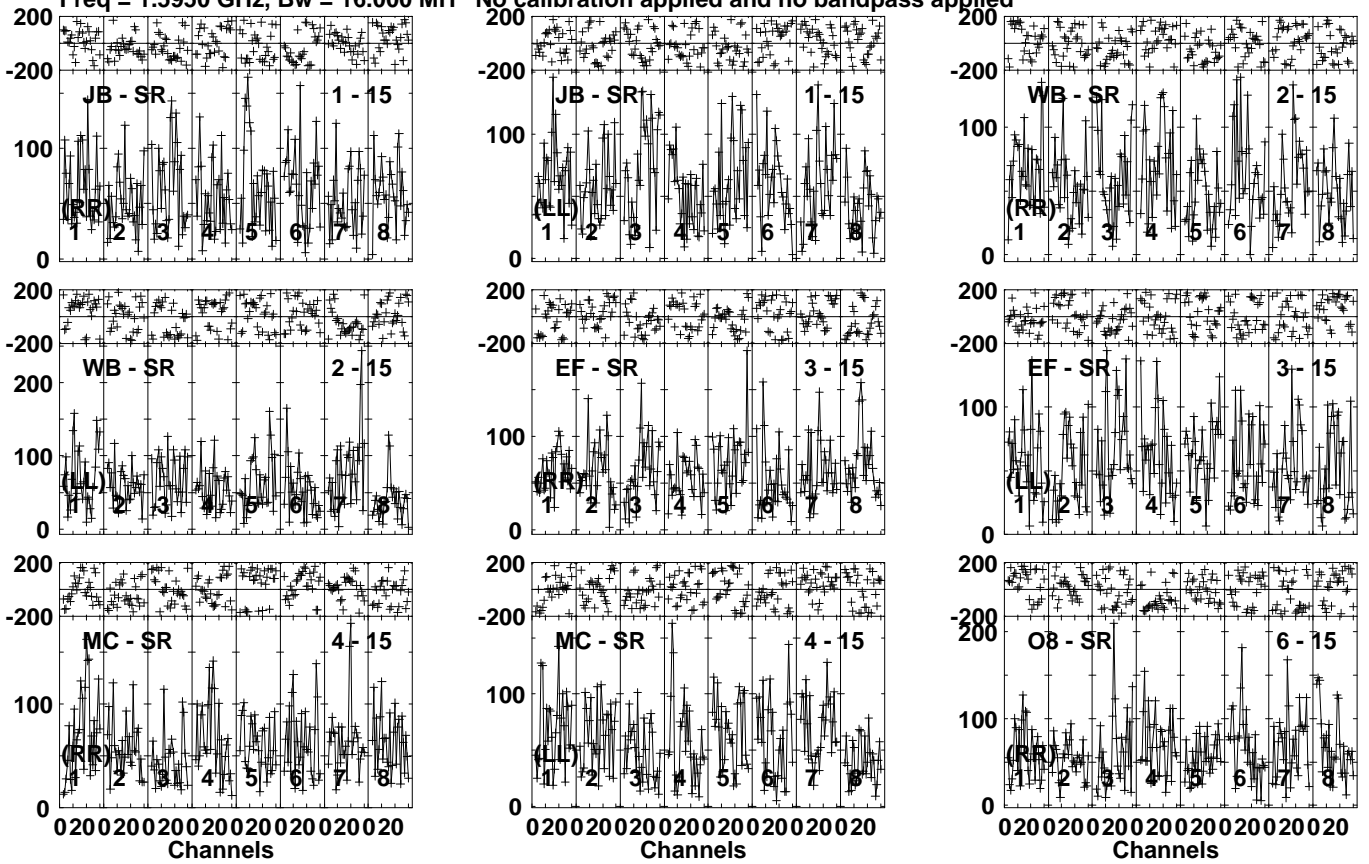 Freq = 1.5950 GHz, Bw = 16.000 MH No calibration applied and no bandpass applied
200 200 200
-200 -200 -200
JB - SR 1 - 15 JB - SR 1 - 15 WB - SR 2 - 15
100 100 100
(RR) (LL) (RR)
1 2 3 4 5 6 7 8 1 2 3 4 5 6 7 8 1 2 3 4 5 6 7 8
0 0 0
200 200 200
-200 -200 -200
WB - SR 2 - 15 EF - SR 3 - 15 EF - SR 3 - 15
200
100 100 100
(LL) (RR) (LL)
1 2 3 4 5 6 7 8 1 2 3 4 5 6 7 8 1 2 3 4 5 6 7 8
0 0 0
200 200 200
-200 -200 -200
MC - SR 4 - 15 MC - SR 4 - 15 O8 - SR 6 - 15
200
100 100 100
(RR) (LL) (RR)
1 2 3 4 5 6 7 8 1 2 3 4 5 6 7 8 1 2 3 4 5 6 7 8
0 0 0
0 20 0 20 0 20 0 20 0 20 0 20 0 20 0 20 0 20 0 20 0 20 0 20 0 20 0 20 0 20 0 20 0 20 0 20 0 20 0 20 0 20 0 20 0 20 0 20
Channels Channels Channels